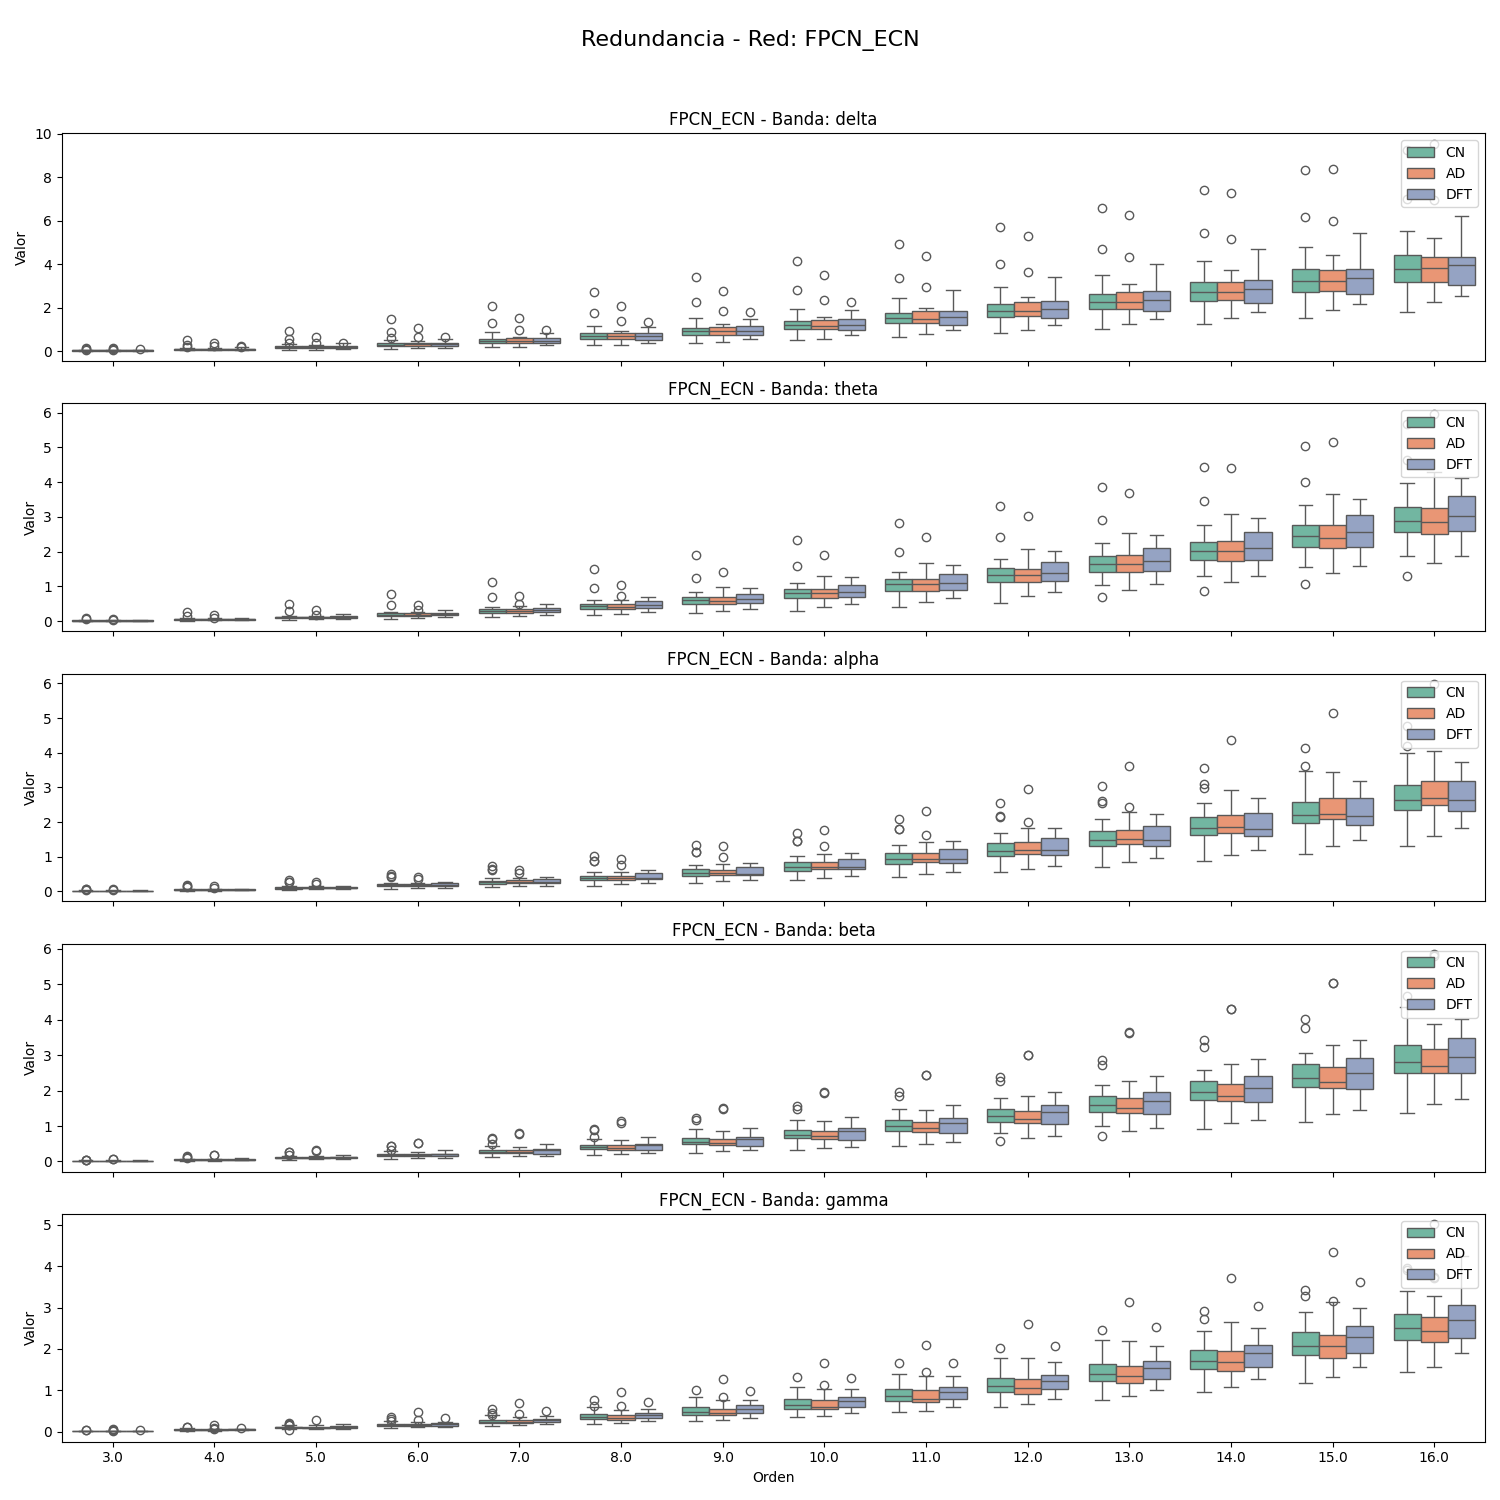 Redundancia - Red: FPCN_ECN
FPCN_ECN - Banda: delta
10
8
6
4
2
0
Valor
CN
AD
DFT
FPCN_ECN - Banda: theta
6
5
4
3
2
1
0
Valor
CN
AD
DFT
FPCN_ECN - Banda: alpha
6
5
4
3
2
1
0
Valor
CN
AD
DFT
FPCN_ECN - Banda: beta
6
5
4
3
2
1
0
Valor
CN
AD
DFT
FPCN_ECN - Banda: gamma
5
4
3
2
1
0
Valor
CN
AD
DFT
3.0 4.0 5.0 6.0 7.0 8.0 9.0 10.0 11.0 12.0 13.0 14.0 15.0 16.0
Orden